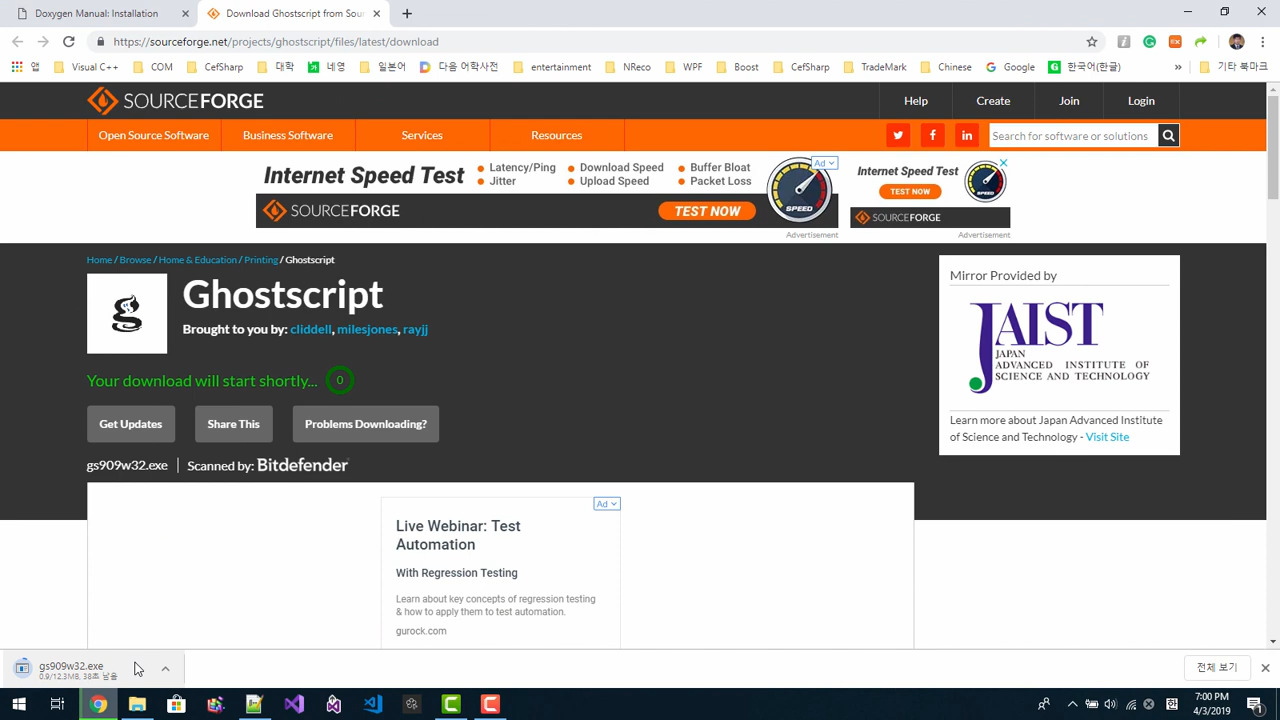 Doxygen Manual: Installation
Download Ghostscript from Sou
https://sourceforge.net/projects/ghostscript/files/latest/download
앱
Visual C++
COM
CefSharp
대학
네영
일본어
다음 어학사전
entertainment
NReco
WPF
Boost
CefSharp
TradeMark
Chinese
Google
한국어(한글)
»
기타 북마크
SOURCEFORGE
Help
Create
Join
Login
Open Source Software
Business Software
Services
Resources
Search for software or solutions
Internet Speed Test
Latency/Ping
Download Speed
Buffer Bloat
Jitter
Upload Speed
Packet Loss
SPEED
Ad
SOURCEFORGE
TEST NOW
Internet Speed Test
TEST NOW
SPEED
SOURCEFORGE
Advertisement
Advertisement
Home / Browse / Home & Education / Printing / Ghostscript
Ghostscript
Brought to you by: cliddell, milesjones, rayjj
Your download will start shortly... 0
Get Updates
Share This
Problems Downloading?
gs909w32.exe
Scanned by: Bitdefender
Mirror Provided by
JAIST
JAPAN
ADVANCED INSTITUTE OF
SCIENCE AND TECHNOLOGY
Learn more about Japan Advanced Institute
of Science and Technology - Visit Site
Ad
Live Webinar: Test
Automation
With Regression Testing
Learn about key concepts of regression testing
& how to apply them to test automation.
gurock.com
gs909w32.exe
0.9/12.3MB, 38초 남음
전체 보기
한
7:00 PM
4/3/2019
1